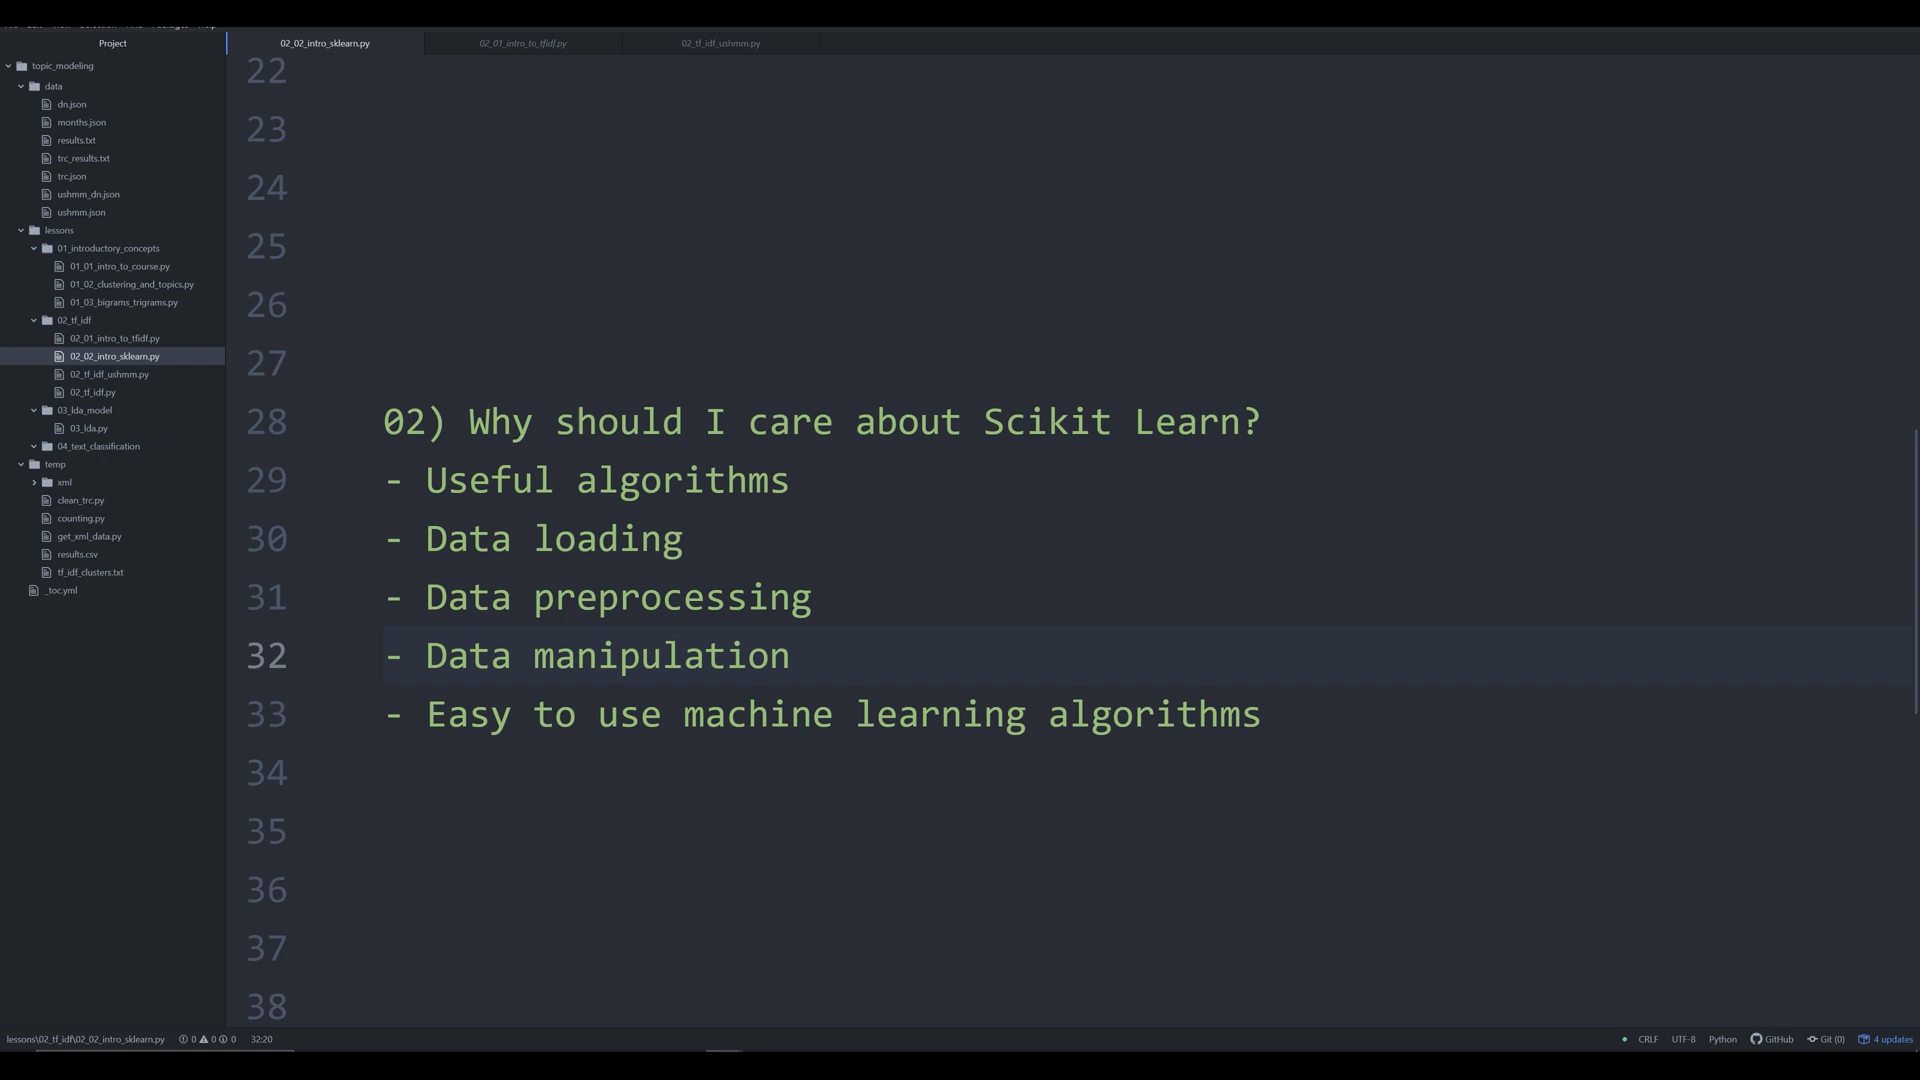 Project
topic_modeling
data
dn.json
months.json
results.txt
trc_results.txt
trc.json
ushmm_dn.json
ushmm.json
lessons
01_introductory_concepts
01_01_intro_to_course.py
01_02_clustering_and_topics.py
01_03_bigrams_trigrams.py
02_tf_idf
02_01_intro_to_tfidf.py
02_02_intro_sklearn.py
02_tf_idf_ushmm.py
02_tf_idf.py
03_lda_model
03_lda.py
04_text_classification
temp
xml
clean_trc.py
counting.py
get_xml_data.py
results.csv
tf_idf_clusters.txt
_toc.yml
02_02_intro_sklearn.py 02_01_intro_to_tfidf.py 02_tf_idf_ushmm.py
22
23
24
25
26
27
28 02) Why should I care about Scikit Learn?
29 - Useful algorithms
30 - Data loading
31 - Data preprocessing
32 - Data manipulation
33 - Easy to use machine learning algorithms
34
35
36
37
38
lessons\02_tf_idf\02_02_intro_sklearn.py 0 0 0 32:20 CRLF UTF-8 Python GitHub Git (0) 4 updates